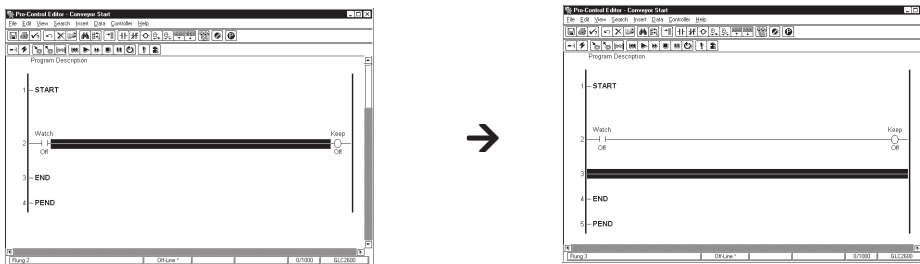 Pro-Control Editor - Conveyor Start
File Edit View Search Insert Data Controller Help
Program Description
1 START
Watch Keep
2
Off Off
3 END
4 PEND
Rung 2 Off-Line * 0/1000 GLC2600
→
Pro-Control Editor - Conveyor Start
File Edit View Search Insert Data Controller Help
Program Description
1 START
Watch Keep
2
Off Off
3
4 END
5 PEND
Rung 3 Off-Line * 0/1000 GLC2600